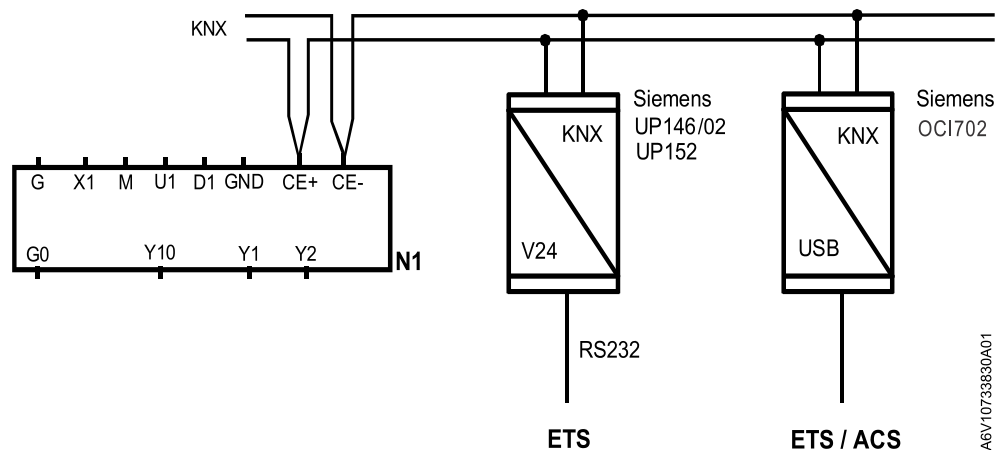 KNX
Siemens
UP146/02
UP152
KNX
V24
Siemens
OCI702
KNX
USB
G X1 M U1 D1 GND CE+ CE-
G0 Y10 Y1 Y2
N1
RS232
ETS
ETS / ACS
A6V10733830A01